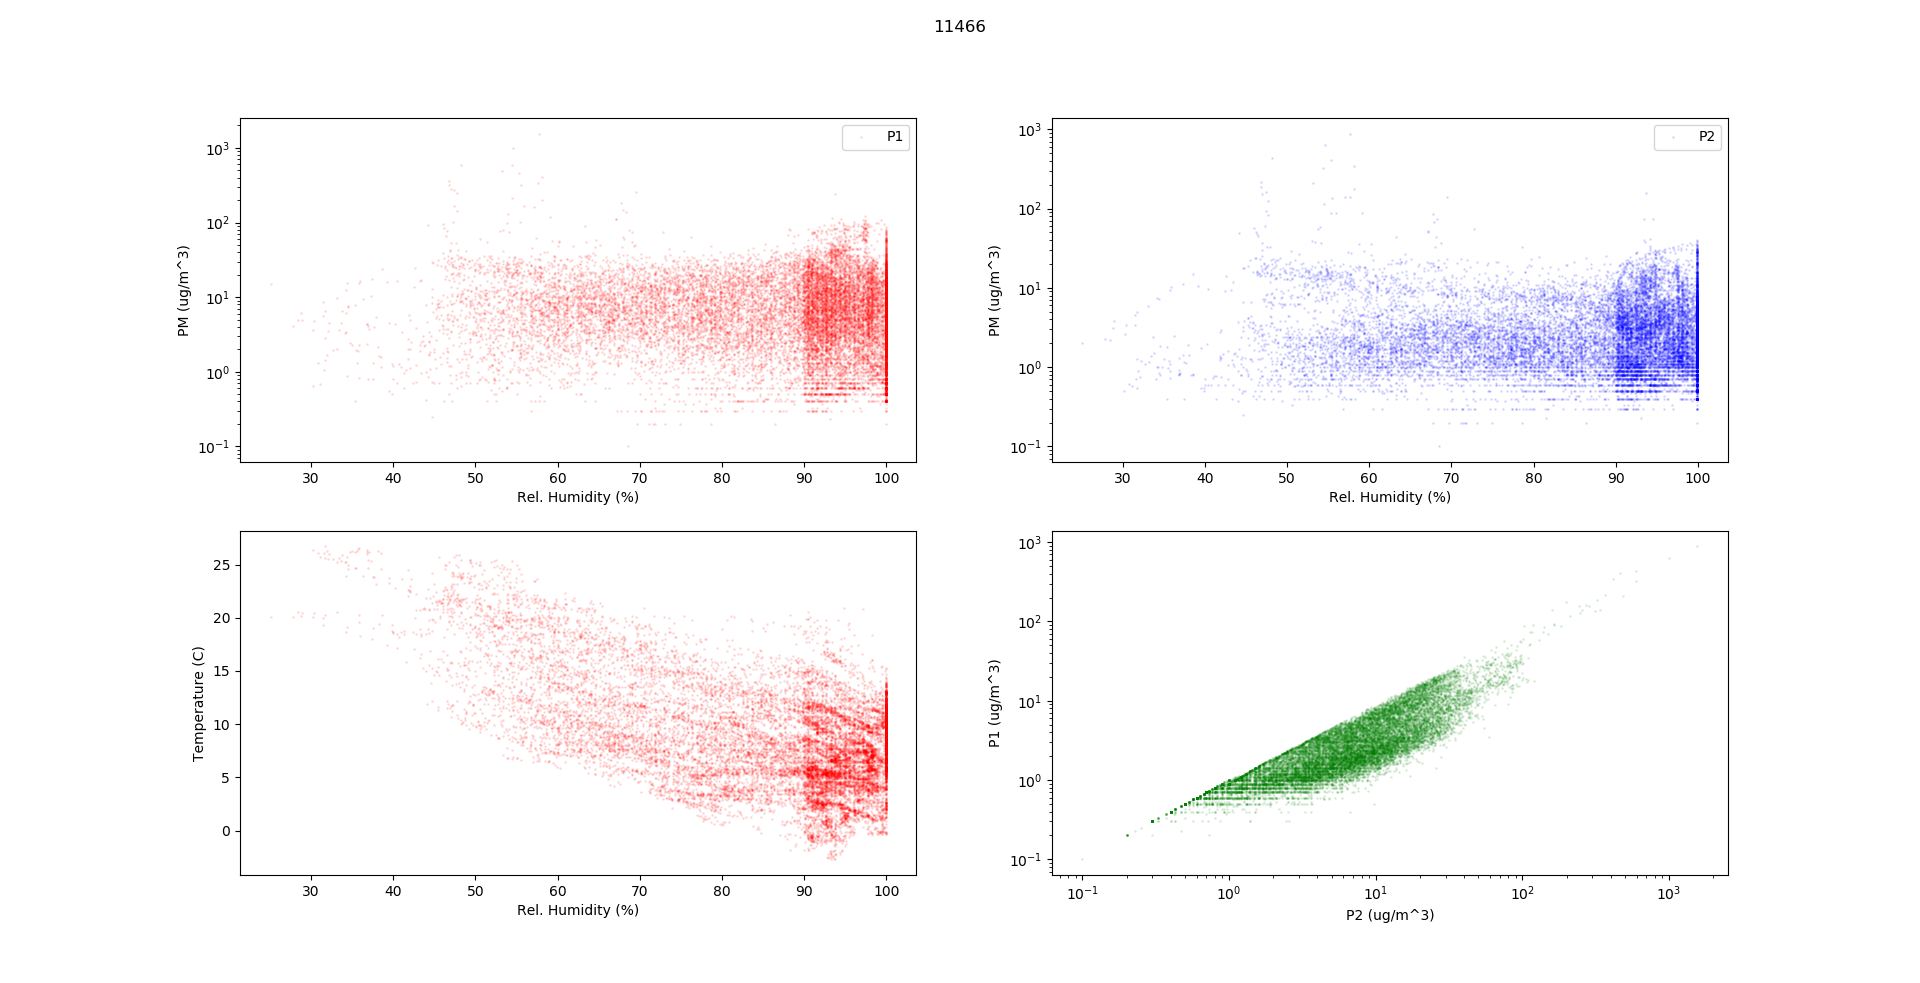 11466
P1
10^3
10^2
10^1
10^0
10^−1
PM (ug/m^3)
30 40 50 60 70 80 90 100
Rel. Humidity (%)
P2
10^3
10^2
10^1
10^0
10^−1
PM (ug/m^3)
30 40 50 60 70 80 90 100
Rel. Humidity (%)
25
20
15
10
5
0
Temperature (C)
30 40 50 60 70 80 90 100
Rel. Humidity (%)
10^3
10^2
10^1
10^0
10^−1
P1 (ug/m^3)
10^−1 10^0 10^1 10^2 10^3
P2 (ug/m^3)